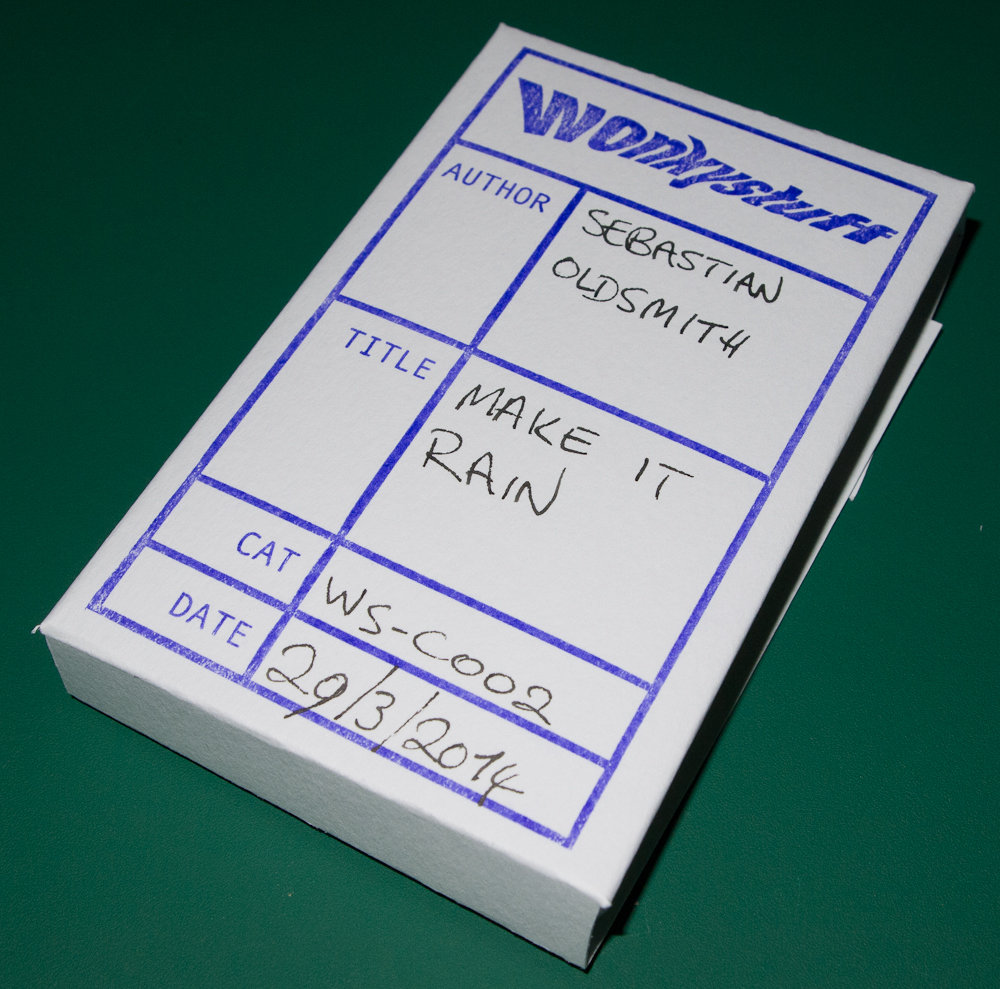 Wonkystuff
AUTHOR
SEBASTIAN
OLDSMITH
TITLE
MAKE IT
RAIN
CAT
WS-C002
DATE
29/3/2014